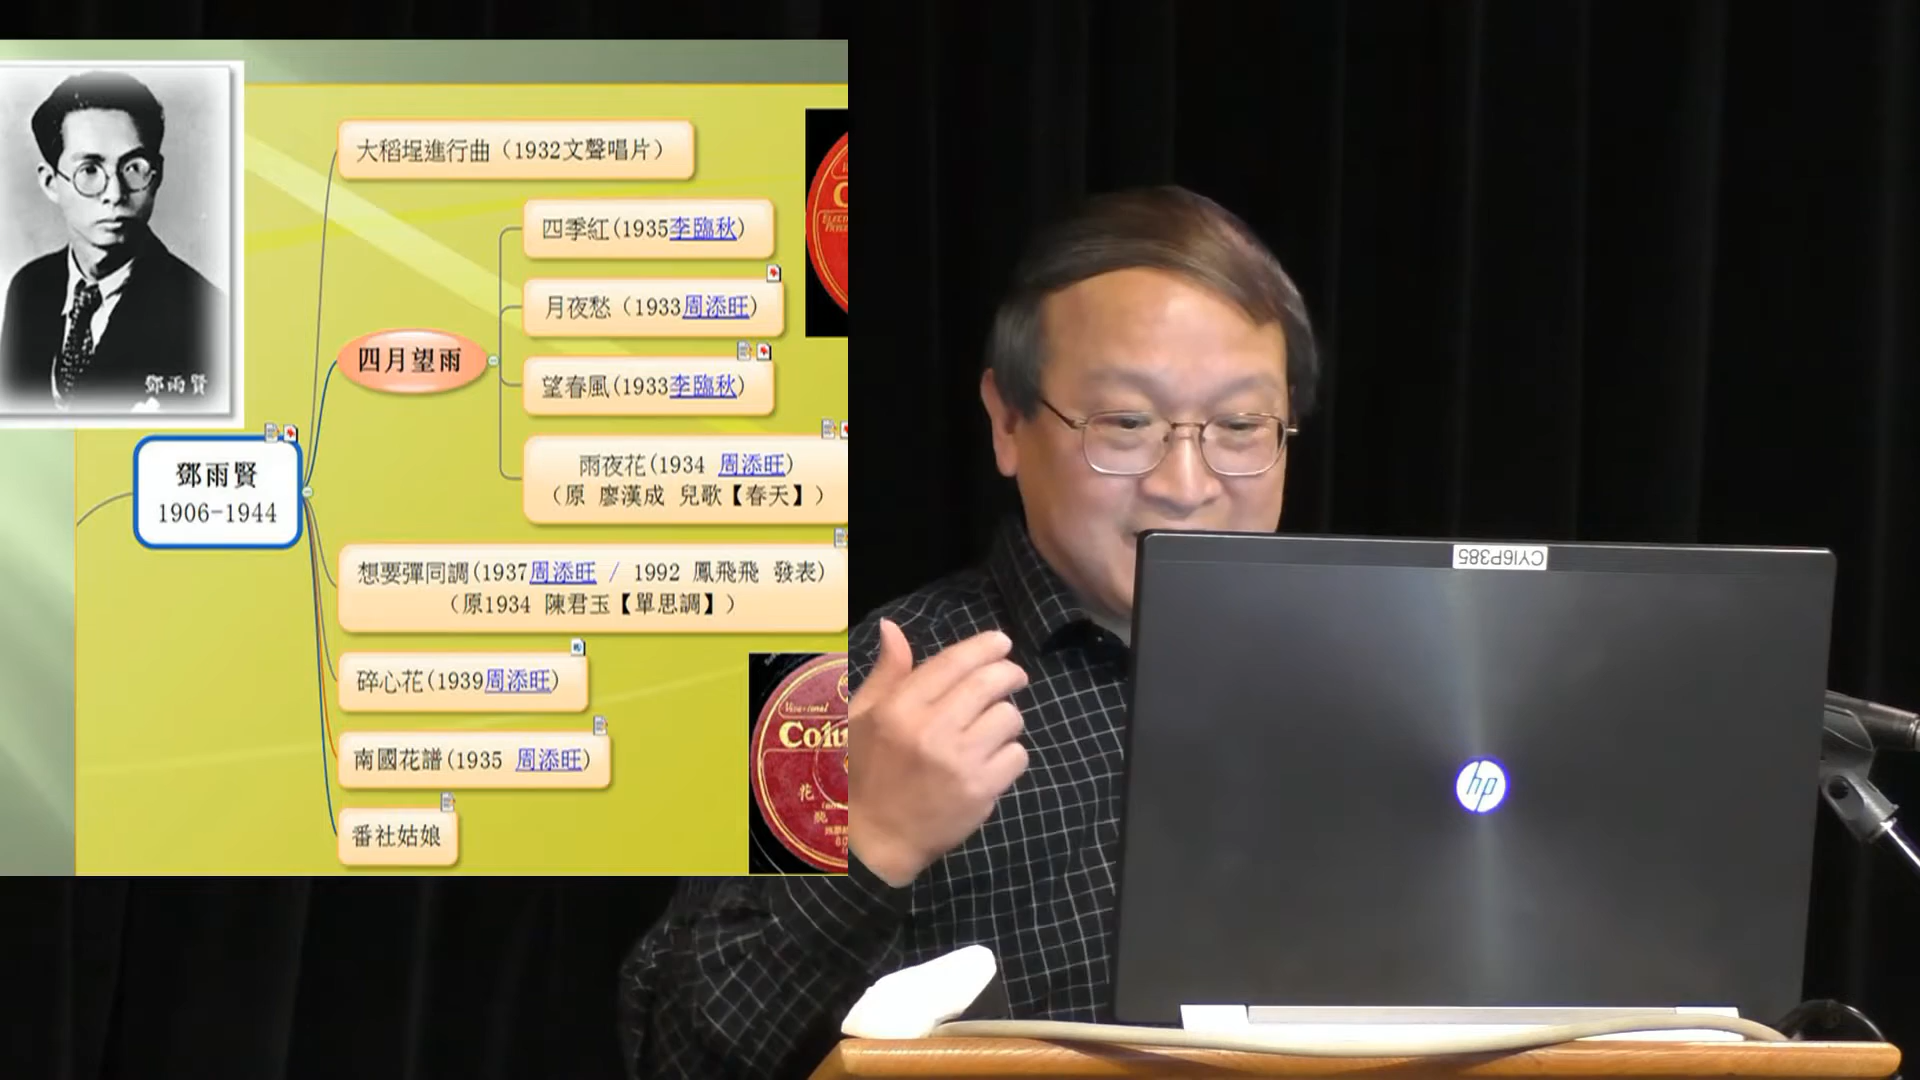 鄧雨賢
鄧雨賢
1906-1944
大稻埕進行曲（1932文聲唱片）
四月望雨
四季紅(1935李臨秋)
月夜愁（1933周添旺)
望春風(1933李臨秋)
雨夜花(1934 周添旺)
（原 廖漢成 兒歌【春天】）
想要彈同調(1937周添旺 / 1992 鳳飛飛 發表)
（原1934 陳君玉【單思調】）
碎心花(1939周添旺)
南國花譜(1935 周添旺)
番社姑娘
Colu
花
CYI6P385
hp